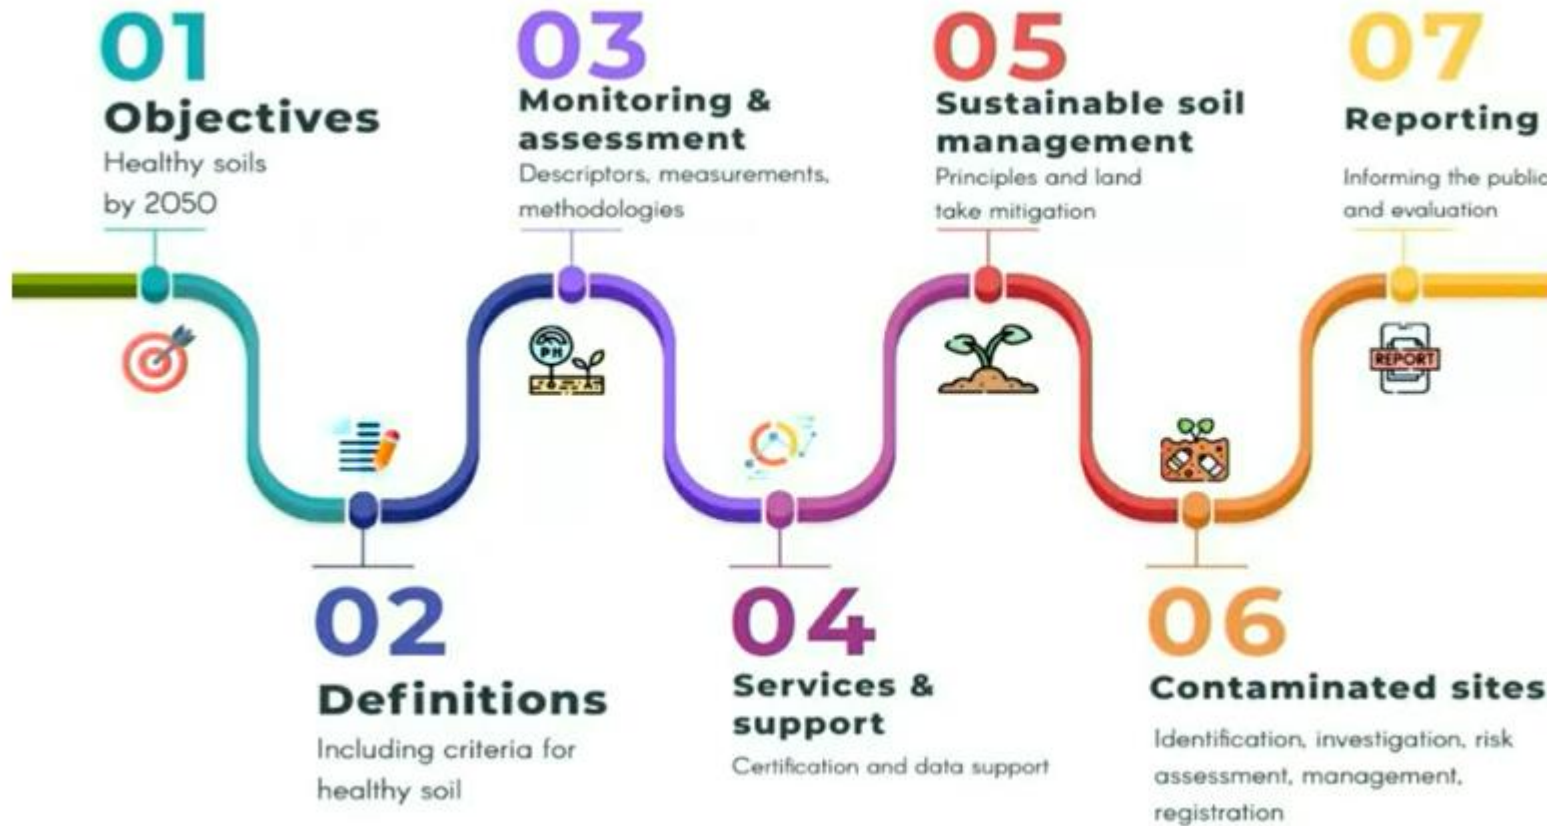 01
Objectives
Healthy soils
by 2050
02
Definitions
Including criteria for
healthy soil
03
Monitoring &
assessment
Descriptors, measurements,
methodologies
PH
04
Services &
support
Certification and data support
05
Sustainable soil
management
Principles and land
take mitigation
06
Contaminated sites
Identification, investigation, risk
assessment, management,
registration
07
Reporting
Informing the public
and evaluation
REPORT